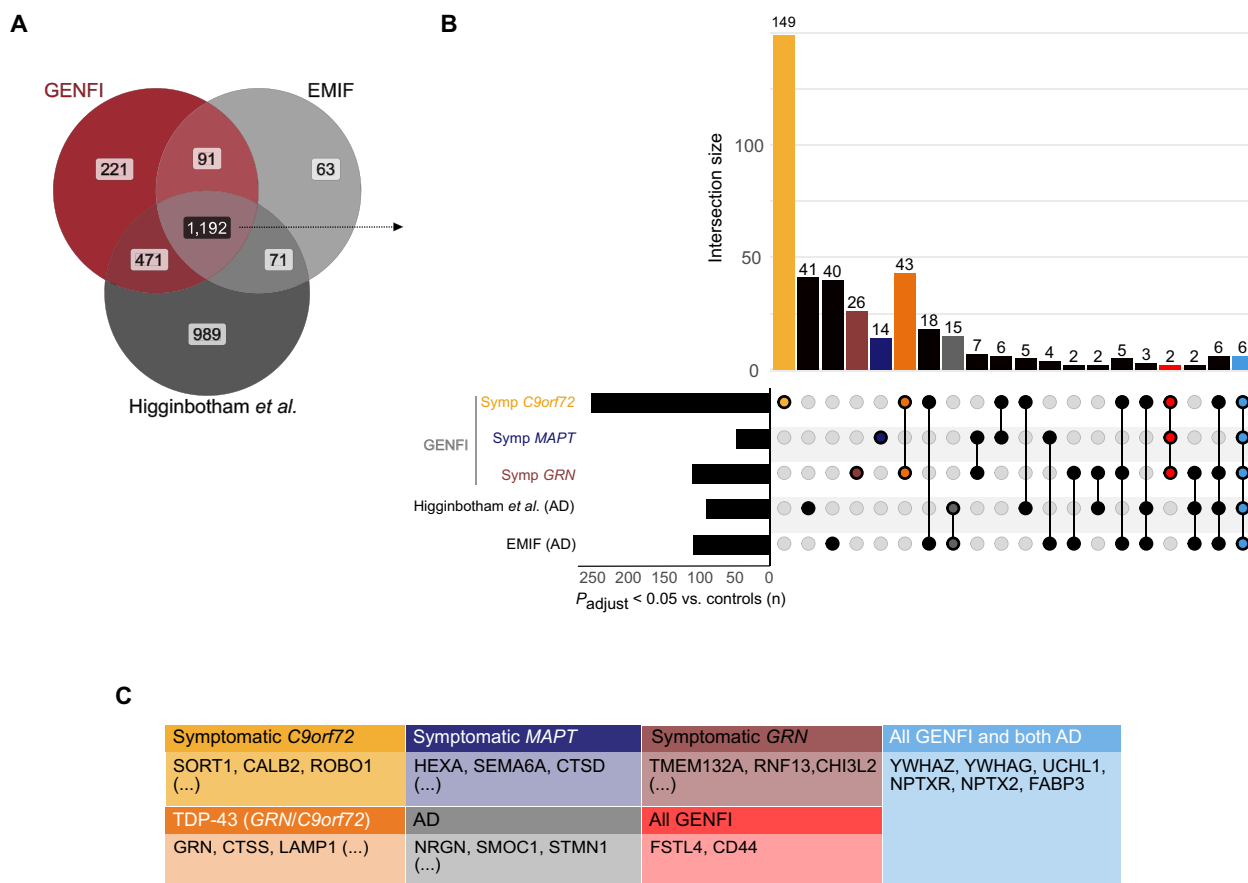 A
GENFI
EMIF
221
91
63
1,192
471
71
989
Higginbotham et al.
B
149
41
40
26
14
43
18
15
7
6
5
4
2
2
5
3
2
2
6
6
100
50
0
Intersection size
GENFI
Symp C9orf72
Symp MAPT
Symp GRN
Higginbotham et al. (AD)
EMIF (AD)
250 200 150 100 50 0
Padjust < 0.05 vs. controls (n)
C
Symptomatic C9orf72
SORT1, CALB2, ROBO1
(...)
Symptomatic MAPT
HEXA, SEMA6A, CTSD
(...)
Symptomatic GRN
TMEM132A, RNF13,CHI3L2
(...)
All GENFI and both AD
YWHAZ, YWHAG, UCHL1,
NPTXR, NPTX2, FABP3
TDP-43 (GRN/C9orf72)
GRN, CTSS, LAMP1 (...)
AD
NRGN, SMOC1, STMN1
(...)
All GENFI
FSTL4, CD44